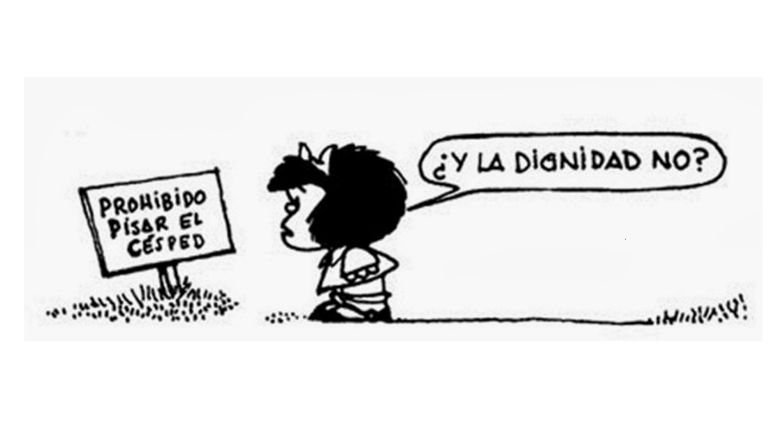 PROHIBIDO
PISAR EL
CÉSPED
¿Y LA DIGNIDAD NO?